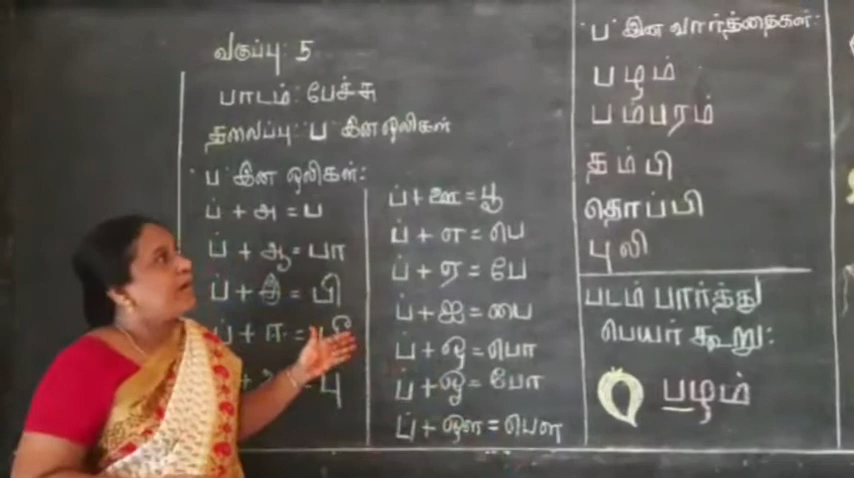 வகுப்பு: 5
பாடம்: பேச்சு
தலைப்பு: "ப" இன ஒலிகள்
"ப" இன ஒலிகள்:
ப் + அ = ப
ப் + ஆ = பா
ப் + இ = பி
ப் + ஈ = பீ
= பு
ப் + ஊ = பூ
ப் + எ = பெ
ப் + ஏ = பே
ப் + ஐ = பை
ப் + ஒ = பொ
ப் + ஓ = போ
ப் + ஔ = பௌ
"ப" இன வார்த்தைகள்:
பழம்
பம்பரம்
தம்பி
தொப்பி
புலி
படம் பார்த்து
பெயர் கூறு:
பழம்